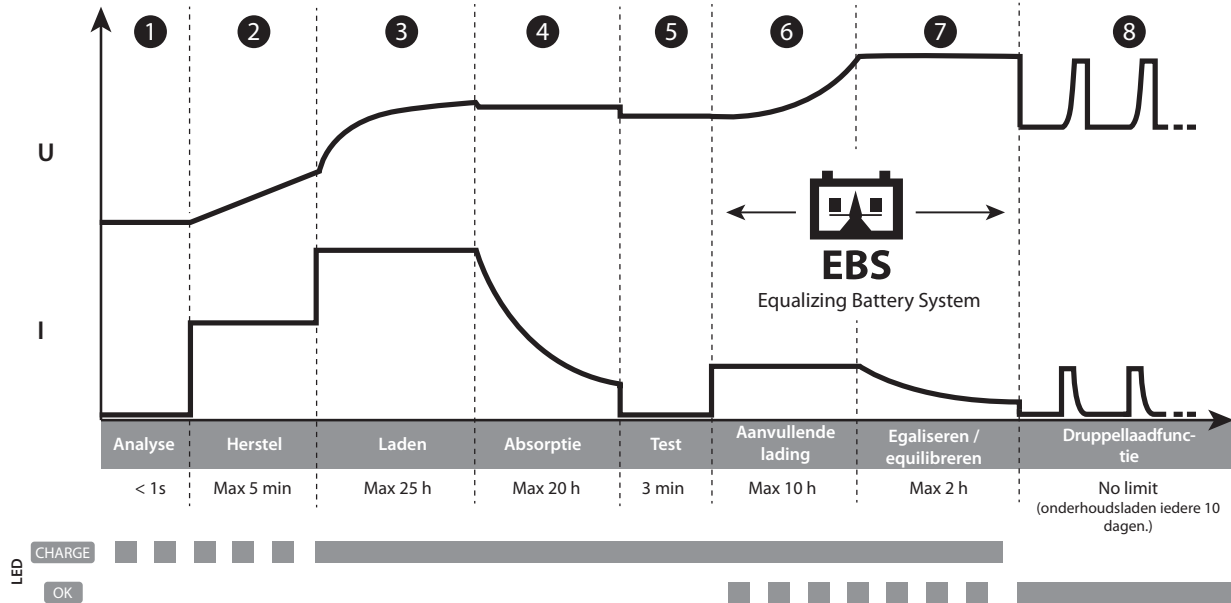 1 2 3 4 5 6 7 8
U
EBS
Equalizing Battery System
I
Analyse Herstel Laden Absorptie Test Aanvullende lading Egaliseren / equilibreren Druppellaadfunc-
tie
< 1s Max 5 min Max 25 h Max 20 h 3 min Max 10 h Max 2 h No limit
(onderhoudsladen iedere 10
dagen.)
LED
CHARGE
OK